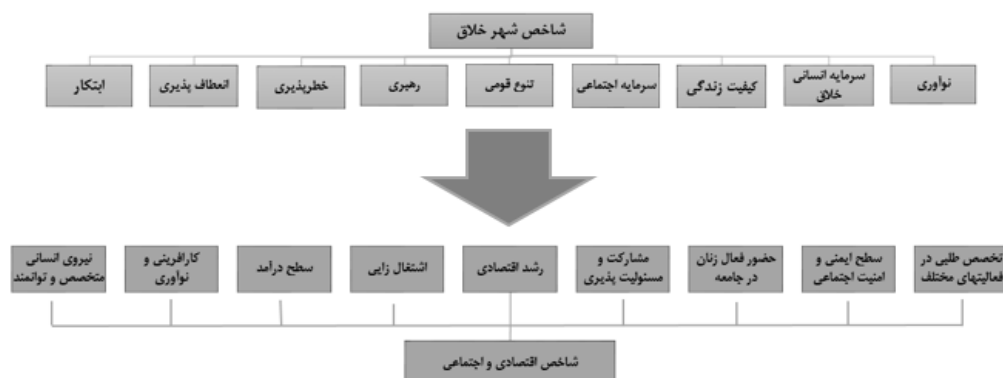 شاخص شهر خلاق
نوآوری
سرمایه انسانی
خلاق
کیفیت زندگی
سرمایه اجتماعی
تنوع قومی
رهبری
خطرپذیری
انعطاف پذیری
ابتکار
تخصص طلبی در
فعالیتهای مختلف
سطح ایمنی و
امنیت اجتماعی
حضور فعال زنان
در جامعه
مشارکت و
مسئولیت پذیری
رشد اقتصادی
اشتغال زایی
سطح درآمد
کارافرینی و
نوآوری
نیروی انسانی
متخصص و توانمند
شاخص اقتصادی و اجتماعی